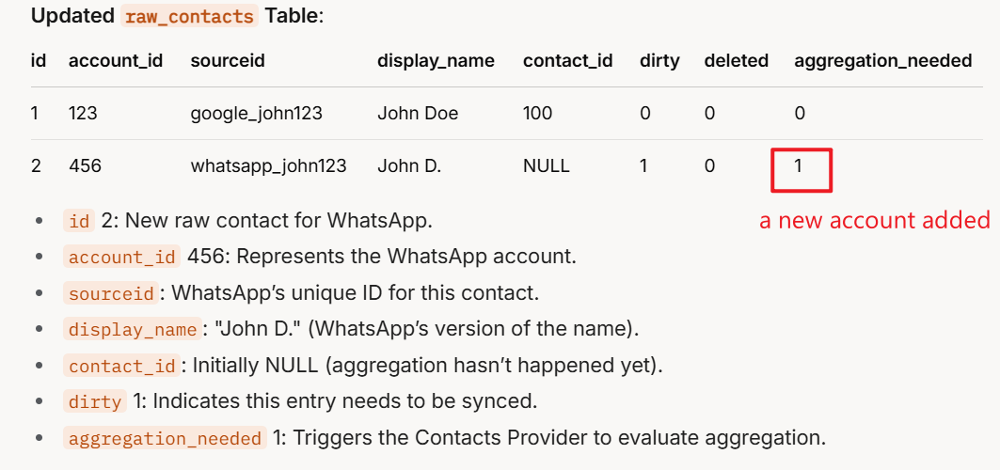 Updated raw_contacts Table:
id account_id sourceid display_name contact_id dirty deleted aggregation_needed
1 123 google_john123 John Doe 100 0 0 0
2 456 whatsapp_john123 John D. NULL 1 0 1
a new account added
• id 2: New raw contact for WhatsApp.
• account_id 456: Represents the WhatsApp account.
• sourceid: WhatsApp’s unique ID for this contact.
• display_name: "John D." (WhatsApp’s version of the name).
• contact_id: Initially NULL (aggregation hasn’t happened yet).
• dirty 1: Indicates this entry needs to be synced.
• aggregation_needed 1: Triggers the Contacts Provider to evaluate aggregation.